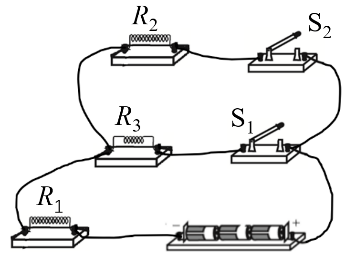 R₂
S₂
R₃
S₁
R₁
− +